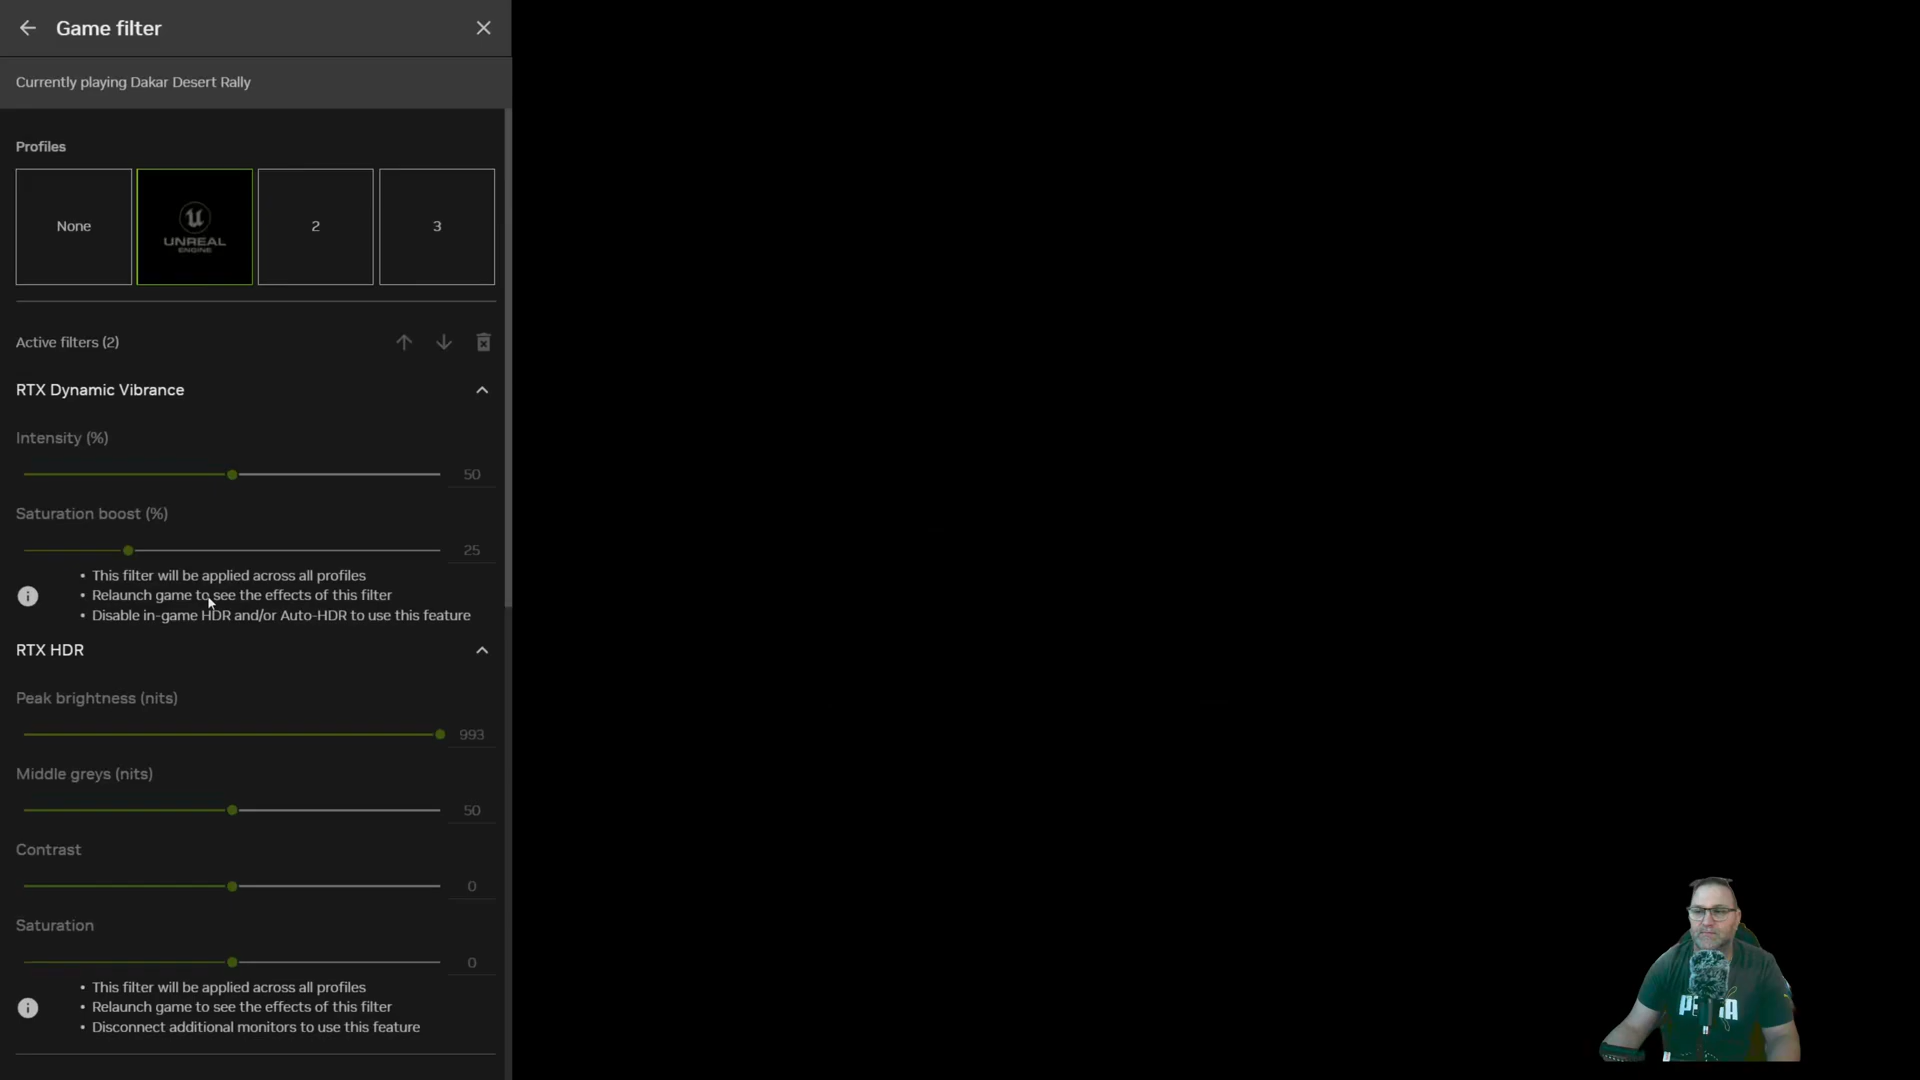 Game filter
Currently playing Dakar Desert Rally
Profiles
None
UNREAL
ENGINE
2
3
Active filters (2)
RTX Dynamic Vibrance
Intensity (%)
50
Saturation boost (%)
25
• This filter will be applied across all profiles
• Relaunch game to see the effects of this filter
• Disable in-game HDR and/or Auto-HDR to use this feature
RTX HDR
Peak brightness (nits)
993
Middle greys (nits)
50
Contrast
0
Saturation
0
• This filter will be applied across all profiles
• Relaunch game to see the effects of this filter
• Disconnect additional monitors to use this feature